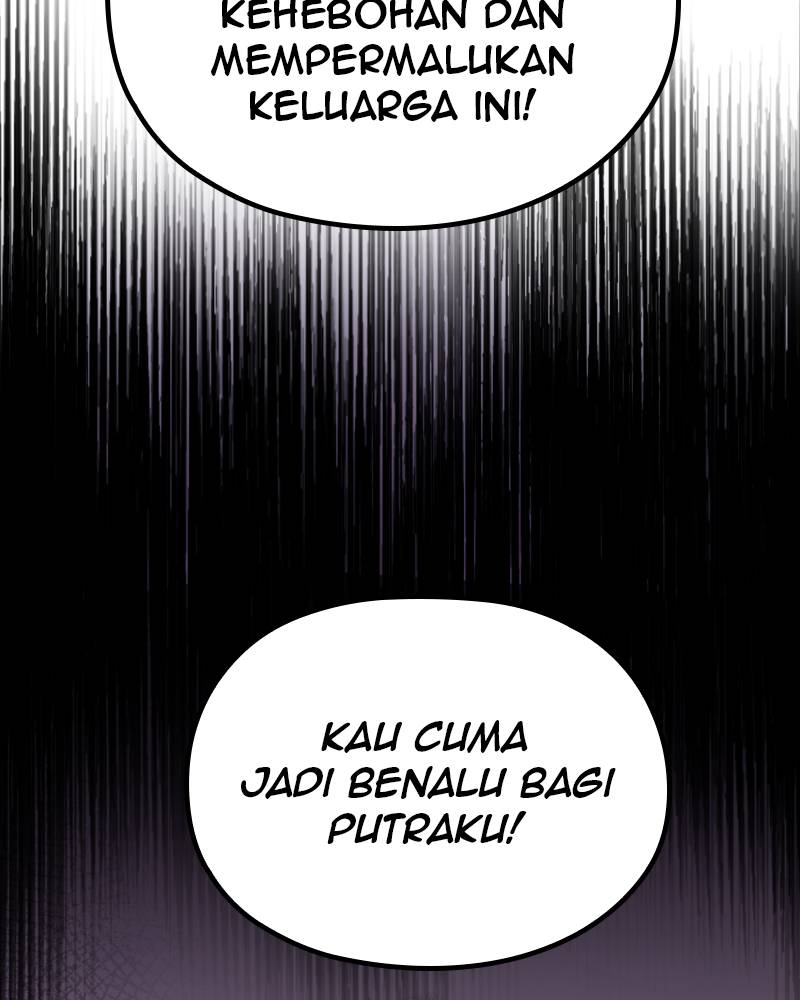 KEHEBOHAN DAN
MEMPERMALUKAN
KELUARGA INI!
KAU CUMA
JADI BENALU BAGI
PUTRAKU!